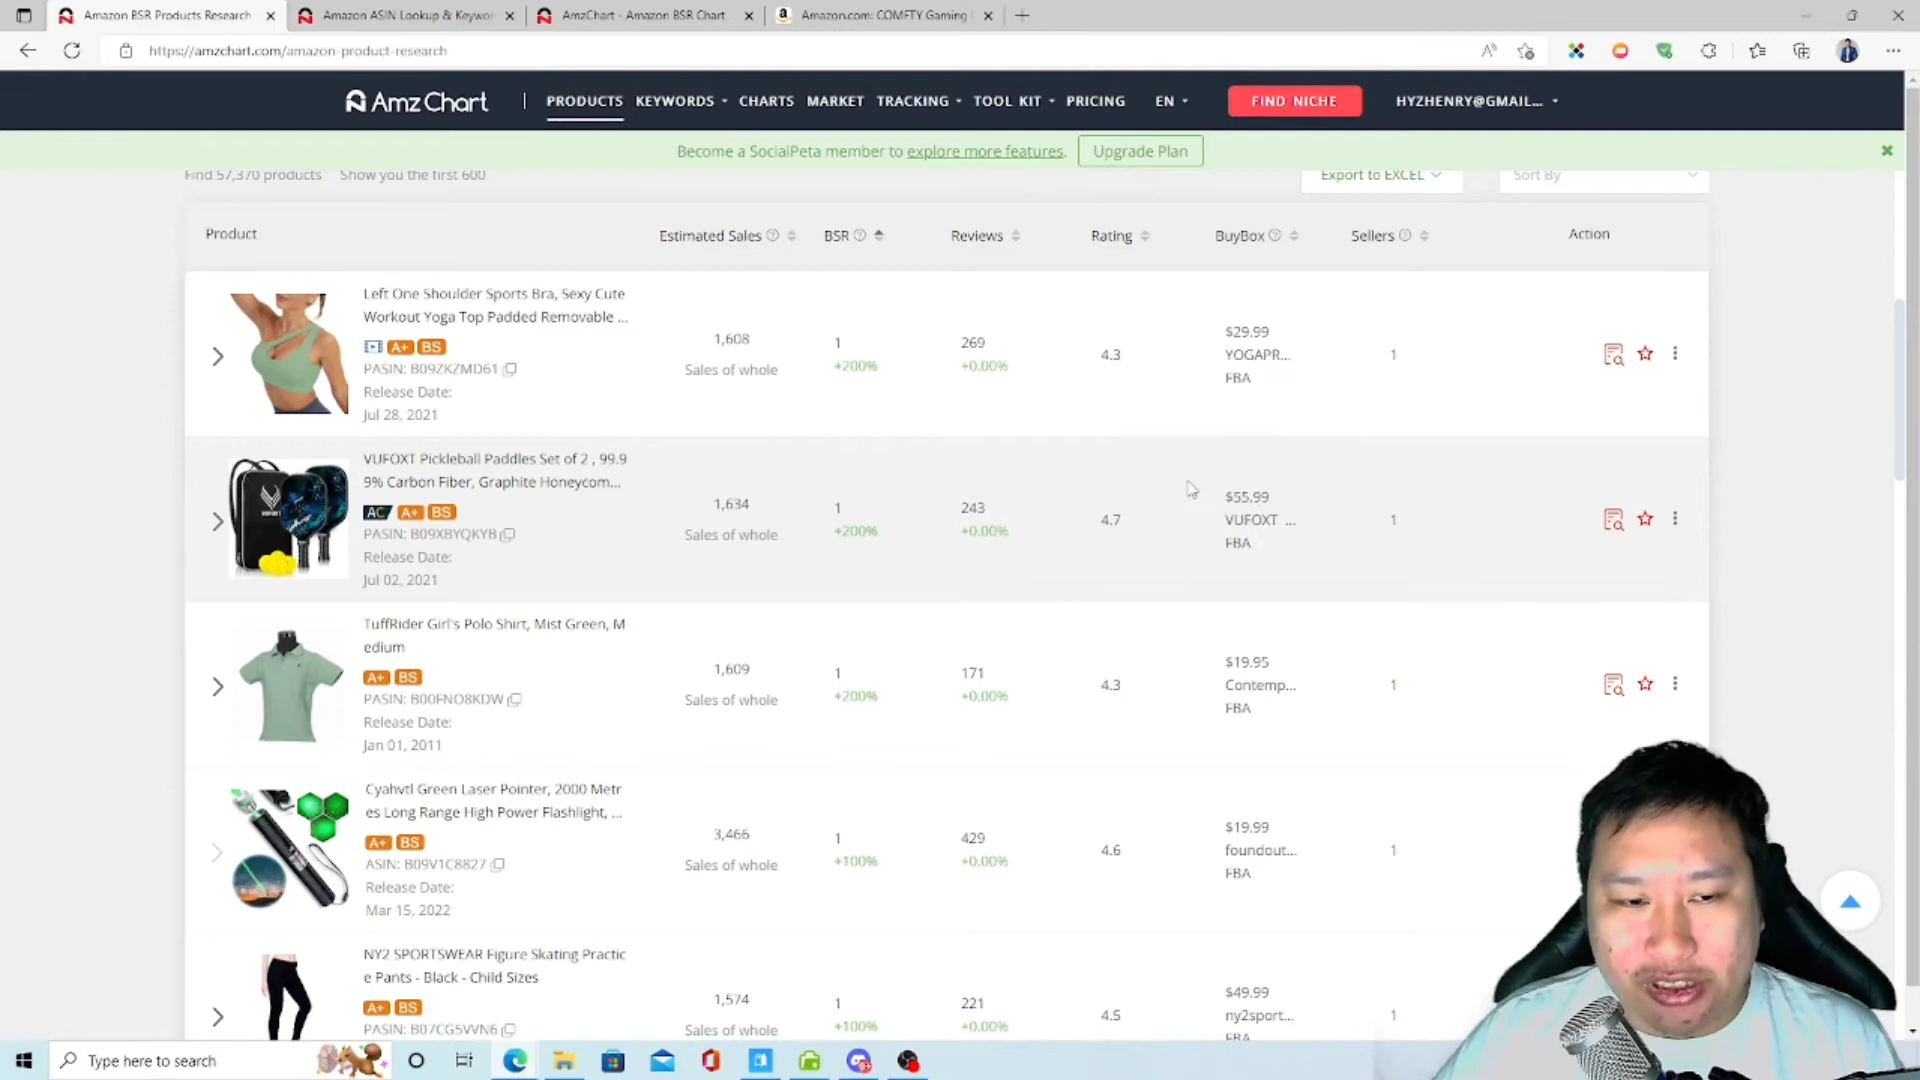 Amazon BSR Products Research
Amazon ASIN Lookup & Keywor
AmzChart - Amazon BSR Chart
Amazon.com: COMFTY Gaming
https://amzchart.com/amazon-product-research
AmzChart
PRODUCTS
KEYWORDS
CHARTS
MARKET
TRACKING
TOOL KIT
PRICING
EN
FIND NICHE
HYZHENRY@GMAIL...
Become a SocialPeta member to explore more features.
Upgrade Plan
Find 57,370 products
Show you the first 600
Export to EXCEL
Sort By
Product
Estimated Sales
BSR
Reviews
Rating
BuyBox
Sellers
Action
Left One Shoulder Sports Bra, Sexy Cute
Workout Yoga Top Padded Removable ...
A+ BS
PASIN: B09ZKZMD61
Release Date:
Jul 28, 2021
1,608
Sales of whole
1
+200%
269
+0.00%
4.3
$29.99
YOGAPR...
FBA
1
VUFOXT Pickleball Paddles Set of 2 , 99.9
9% Carbon Fiber, Graphite Honeycom...
AC A+ BS
PASIN: B09XBYQKYB
Release Date:
Jul 02, 2021
1,634
Sales of whole
1
+200%
243
+0.00%
4.7
$55.99
VUFOXT ...
FBA
1
TuffRider Girl's Polo Shirt, Mist Green, M
edium
A+ BS
PASIN: B00FNO8KDW
Release Date:
Jan 01, 2011
1,609
Sales of whole
1
+200%
171
+0.00%
4.3
$19.95
Contemp...
FBA
1
Cyahvtl Green Laser Pointer, 2000 Metr
es Long Range High Power Flashlight, ...
A+ BS
ASIN: B09V1C8827
Release Date:
Mar 15, 2022
3,466
Sales of whole
1
+100%
429
+0.00%
4.6
$19.99
foundout...
FBA
1
NY2 SPORTSWEAR Figure Skating Practic
e Pants - Black - Child Sizes
A+ BS
PASIN: B07CG5VVN6
1,574
Sales of whole
1
+100%
221
+0.00%
4.5
$49.99
ny2sport...
FBA
1
Type here to search